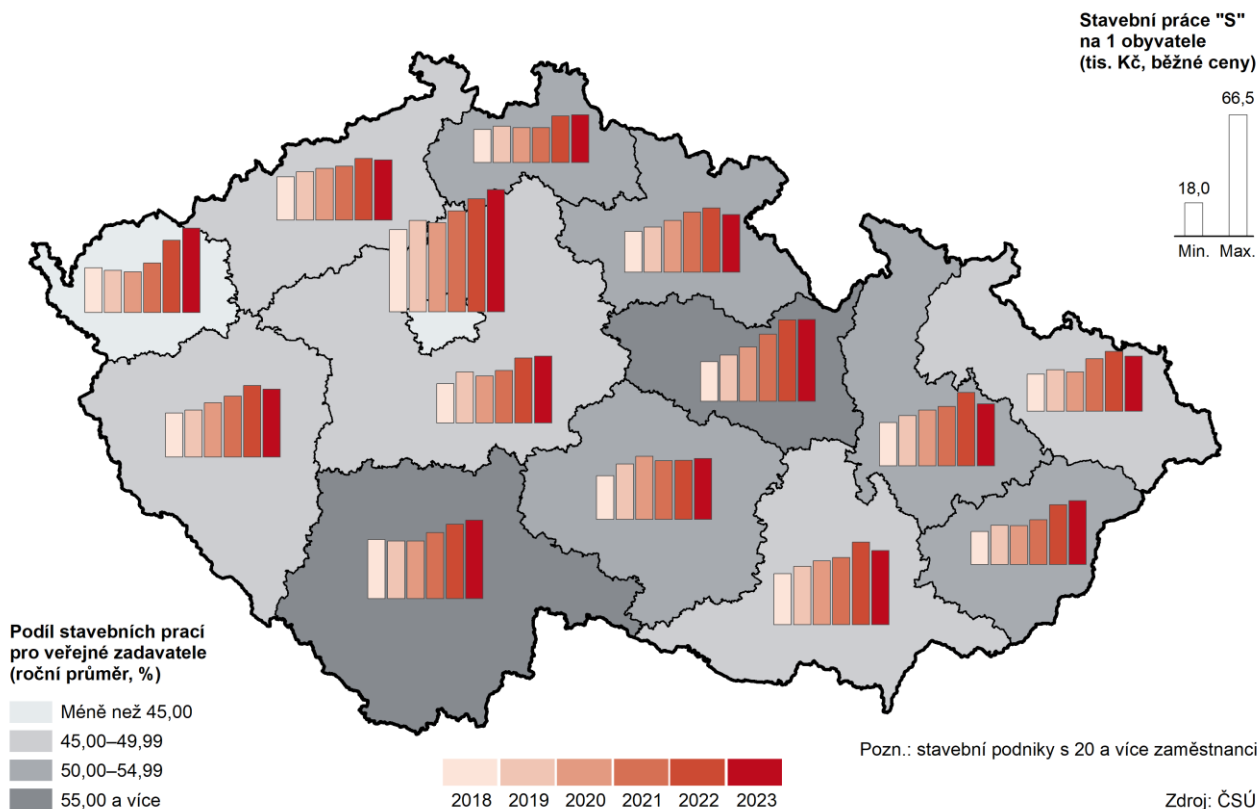 Stavební práce "S"
na 1 obyvatele
(tis. Kč, běžné ceny)
66,5
18,0
Min. Max.
Podíl stavebních prací
pro veřejné zadavatele
(roční průměr, %)
Méně než 45,00
45,00–49,99
50,00–54,99
55,00 a více
2018 2019 2020 2021 2022 2023
Pozn.: stavební podniky s 20 a více zaměstnanci
Zdroj: ČSÚ